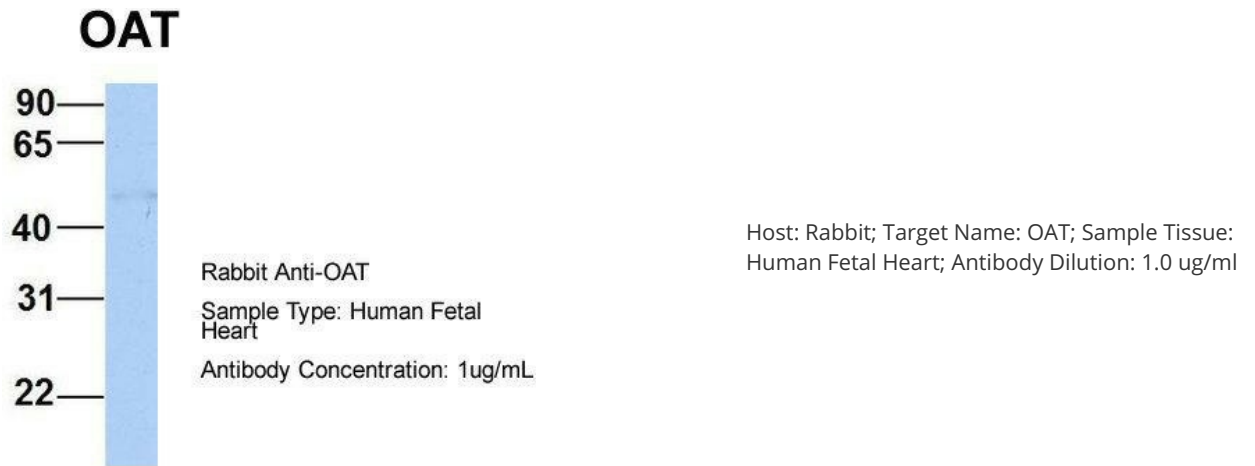 OAT
90
65
40
31
22
Rabbit Anti-OAT
Sample Type: Human Fetal
Heart
Antibody Concentration: 1ug/mL
Host: Rabbit; Target Name: OAT; Sample Tissue:
Human Fetal Heart; Antibody Dilution: 1.0 ug/ml